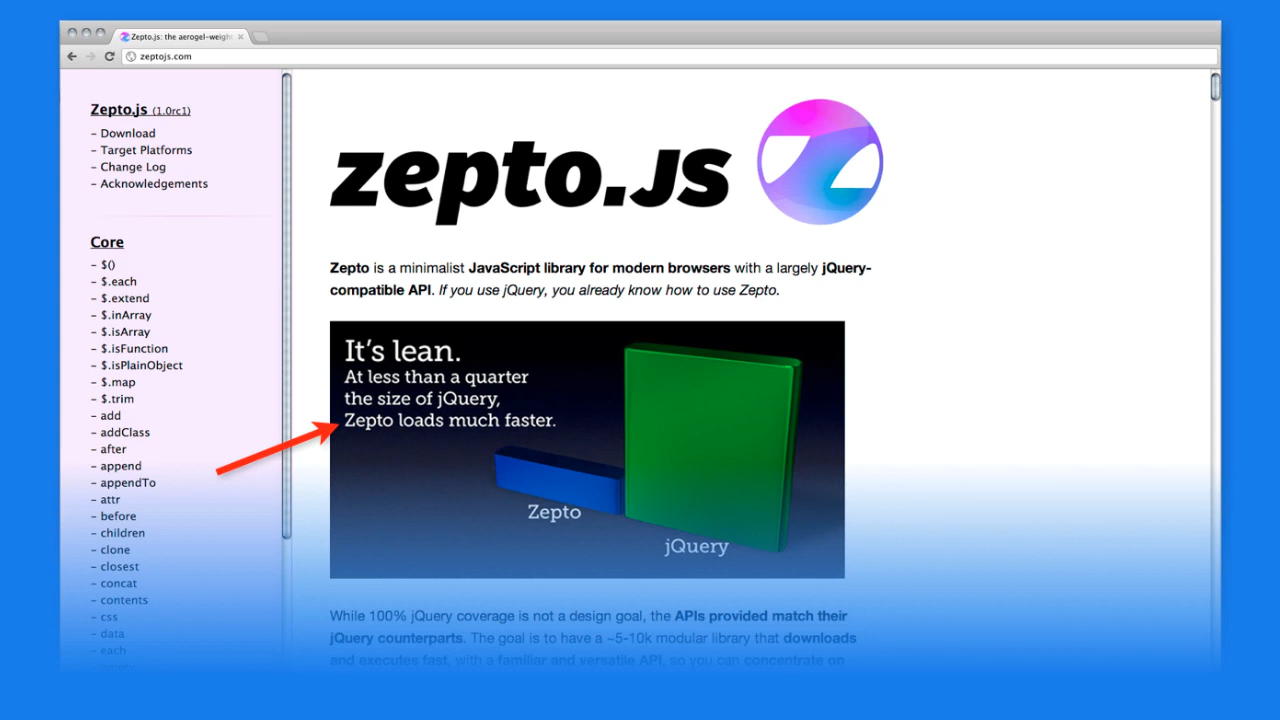 Zepto.js: the aerogel-weigh
zeptojs.com
Zepto.js (1.0rc1)
- Download
- Target Platforms
- Change Log
- Acknowledgements
Core
- $()
- $.each
- $.extend
- $.inArray
- $.isArray
- $.isFunction
- $.isPlainObject
- $.map
- $.trim
- add
- addClass
- after
- append
- appendTo
- attr
- before
- children
- clone
- closest
- concat
- contents
- css
- data
- each
- empty
zepto.JS
Zepto is a minimalist JavaScript library for modern browsers with a largely jQuery-
compatible API. If you use jQuery, you already know how to use Zepto.
It's lean.
At less than a quarter
the size of jQuery,
Zepto loads much faster.
Zepto
jQuery
While 100% jQuery coverage is not a design goal, the APIs provided match their
jQuery counterparts. The goal is to have a ~5-10k modular library that downloads
and executes fast, with a familiar and versatile API, so you can concentrate on